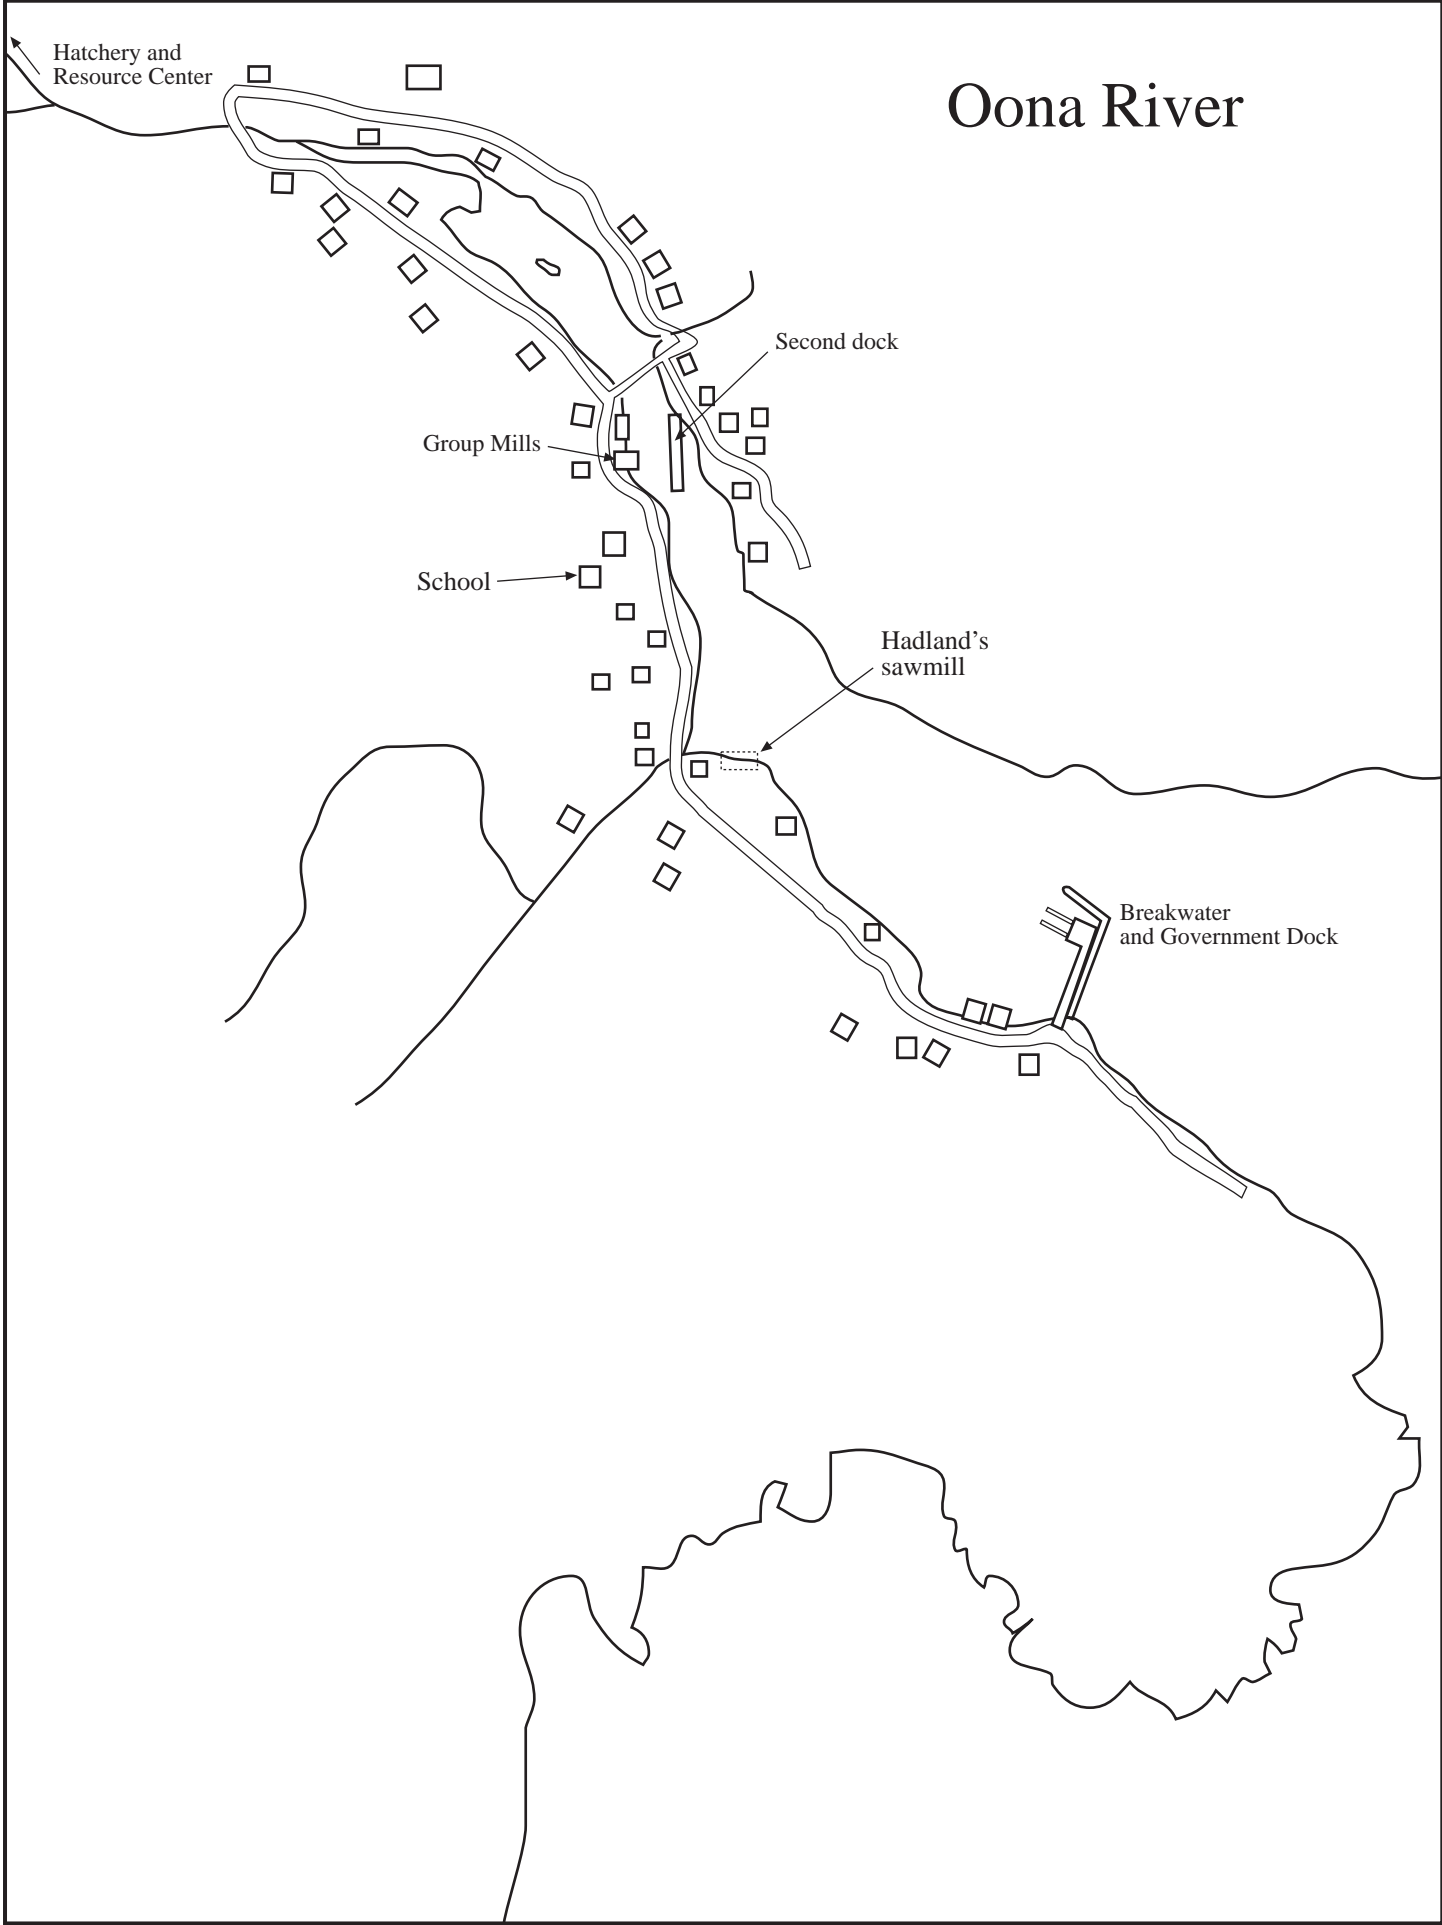 Hatchery and
Resource Center
Oona River
Second dock
Group Mills
School
Hadland's
sawmill
Breakwater
and Government Dock